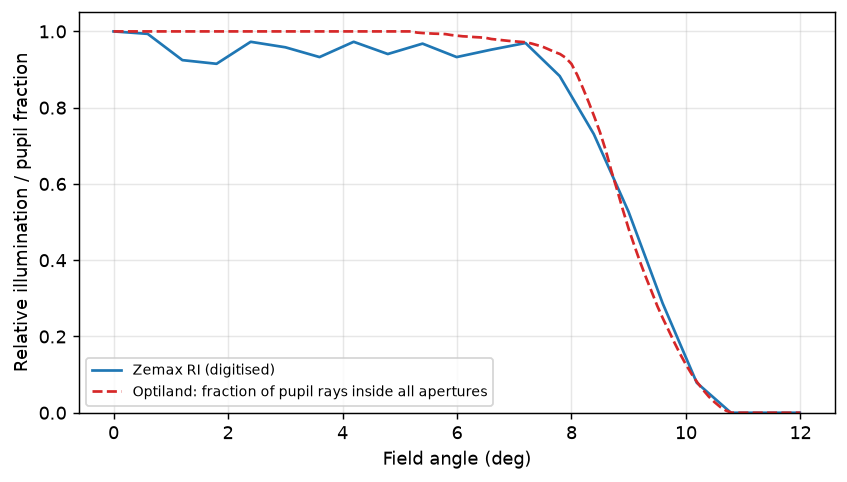 Relative illumination / pupil fraction
1.0
0.8
0.6
0.4
0.2
0.0
Zemax RI (digitised)
Optiland: fraction of pupil rays inside all apertures
0 2 4 6 8 10 12
Field angle (deg)